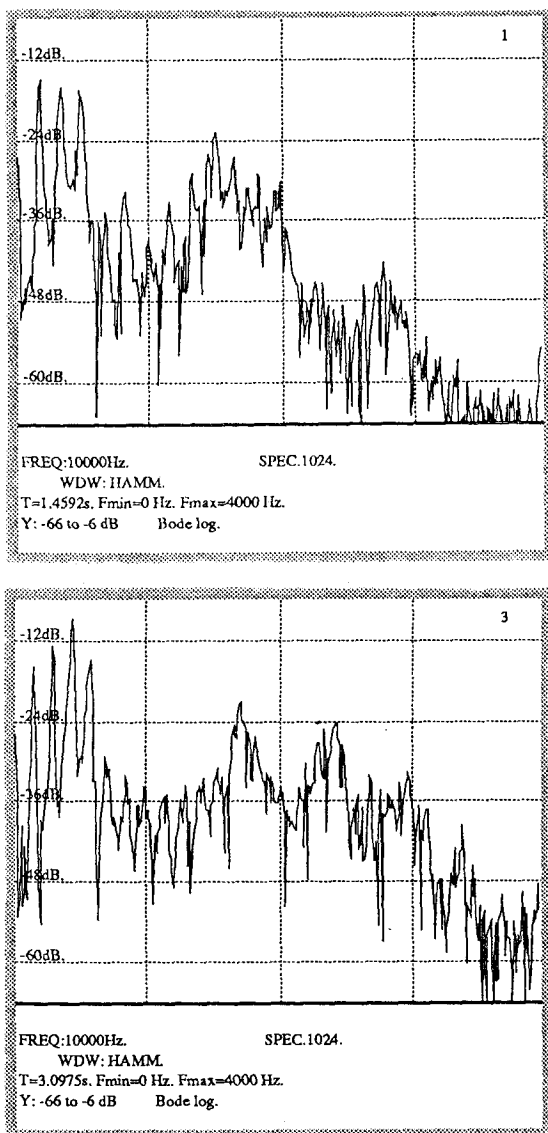 1
-12dB.
-24dB.
-36dB.
-48dB.
-60dB.
FREQ:10000Hz. SPEC.1024.
WDW: HAMM.
T=1.4592s. Fmin=0 Hz. Fmax=4000 Hz.
Y: -66 to -6 dB Bode log.
3
-12dB.
-24dB.
-36dB.
-48dB.
-60dB.
FREQ:10000Hz. SPEC.1024.
WDW: HAMM.
T=3.0975s. Fmin=0 Hz. Fmax=4000 Hz.
Y: -66 to -6 dB Bode log.